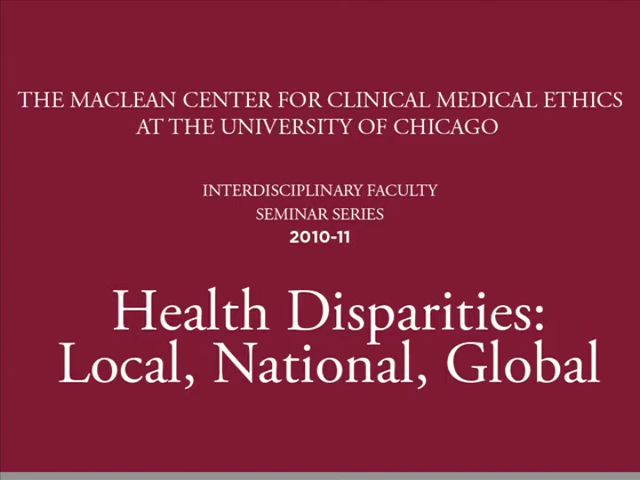 THE MACLEAN CENTER FOR CLINICAL MEDICAL ETHICS
AT THE UNIVERSITY OF CHICAGO
INTERDISCIPLINARY FACULTY
SEMINAR SERIES
2010-11
Health Disparities:
Local, National, Global